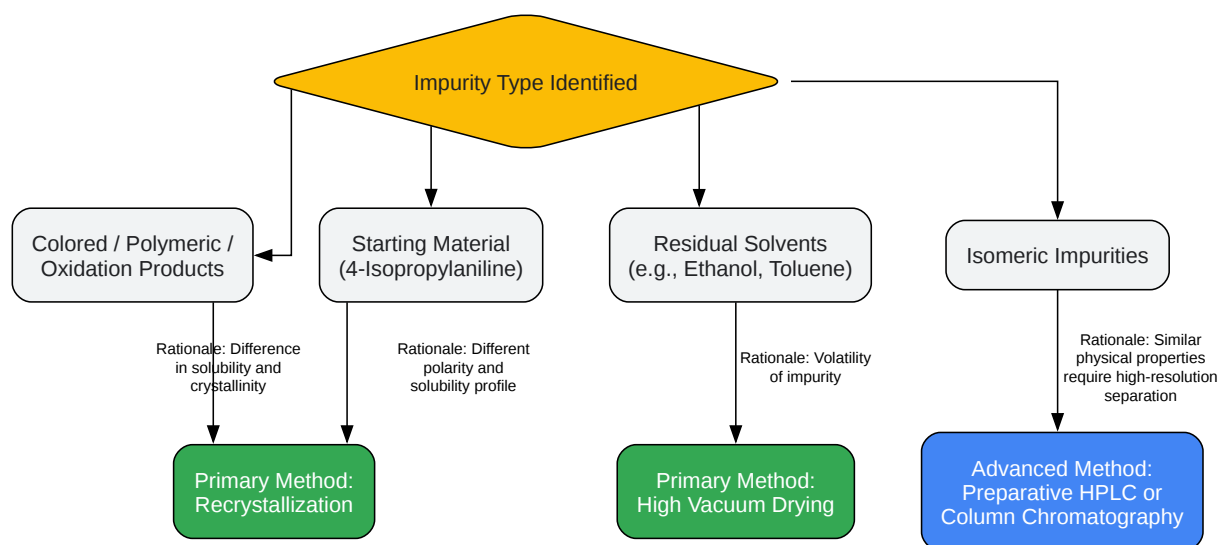 Impurity Type Identified
Colored / Polymeric /
Oxidation Products
Starting Material
(4-Isopropylaniline)
Residual Solvents
(e.g., Ethanol, Toluene)
Isomeric Impurities
Rationale: Difference
in solubility and
crystallinity
Rationale: Different
polarity and
solubility profile
Rationale: Volatility
of impurity
Rationale: Similar
physical properties
require high-resolution
separation
Primary Method:
Recrystallization
Primary Method:
High Vacuum Drying
Advanced Method:
Preparative HPLC or
Column Chromatography